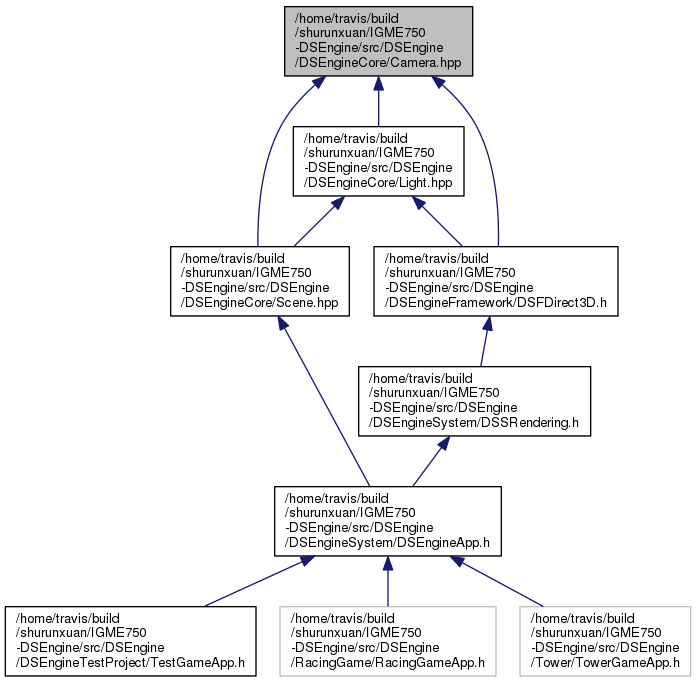 /home/travis/build
/shurunxuan/IGME750
-DSEngine/src/DSEngine
/DSEngineCore/Camera.hpp
/home/travis/build
/shurunxuan/IGME750
-DSEngine/src/DSEngine
/DSEngineCore/Light.hpp
/home/travis/build
/shurunxuan/IGME750
-DSEngine/src/DSEngine
/DSEngineCore/Scene.hpp
/home/travis/build
/shurunxuan/IGME750
-DSEngine/src/DSEngine
/DSEngineFramework/DSFDirect3D.h
/home/travis/build
/shurunxuan/IGME750
-DSEngine/src/DSEngine
/DSEngineSystem/DSSRendering.h
/home/travis/build
/shurunxuan/IGME750
-DSEngine/src/DSEngine
/DSEngineSystem/DSEngineApp.h
/home/travis/build
/shurunxuan/IGME750
-DSEngine/src/DSEngine
/DSEngineTestProject/TestGameApp.h
/home/travis/build
/shurunxuan/IGME750
-DSEngine/src/DSEngine
/RacingGame/RacingGameApp.h
/home/travis/build
/shurunxuan/IGME750
-DSEngine/src/DSEngine
/Tower/TowerGameApp.h